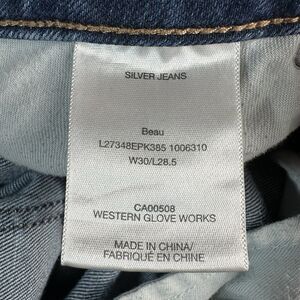 SILVER JEANS
Beau
L27348EPK385 1006310
W30/L28.5
CA00508
WESTERN GLOVE WORKS
MADE IN CHINA/
FABRIQUÉ EN CHINE